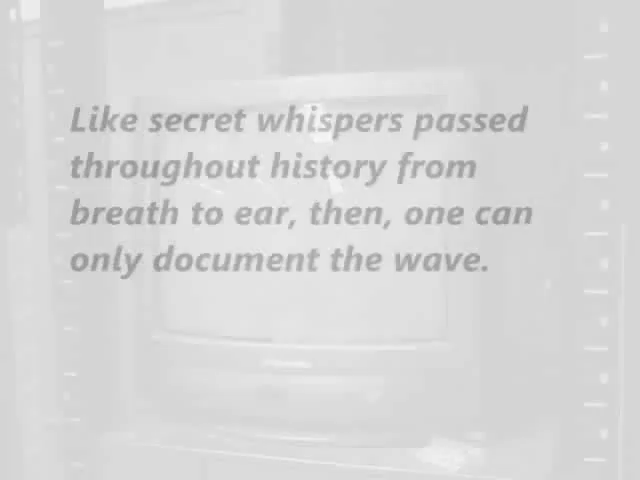 Like secret whispers passed
throughout history from
breath to ear, then, one can
only document the wave.